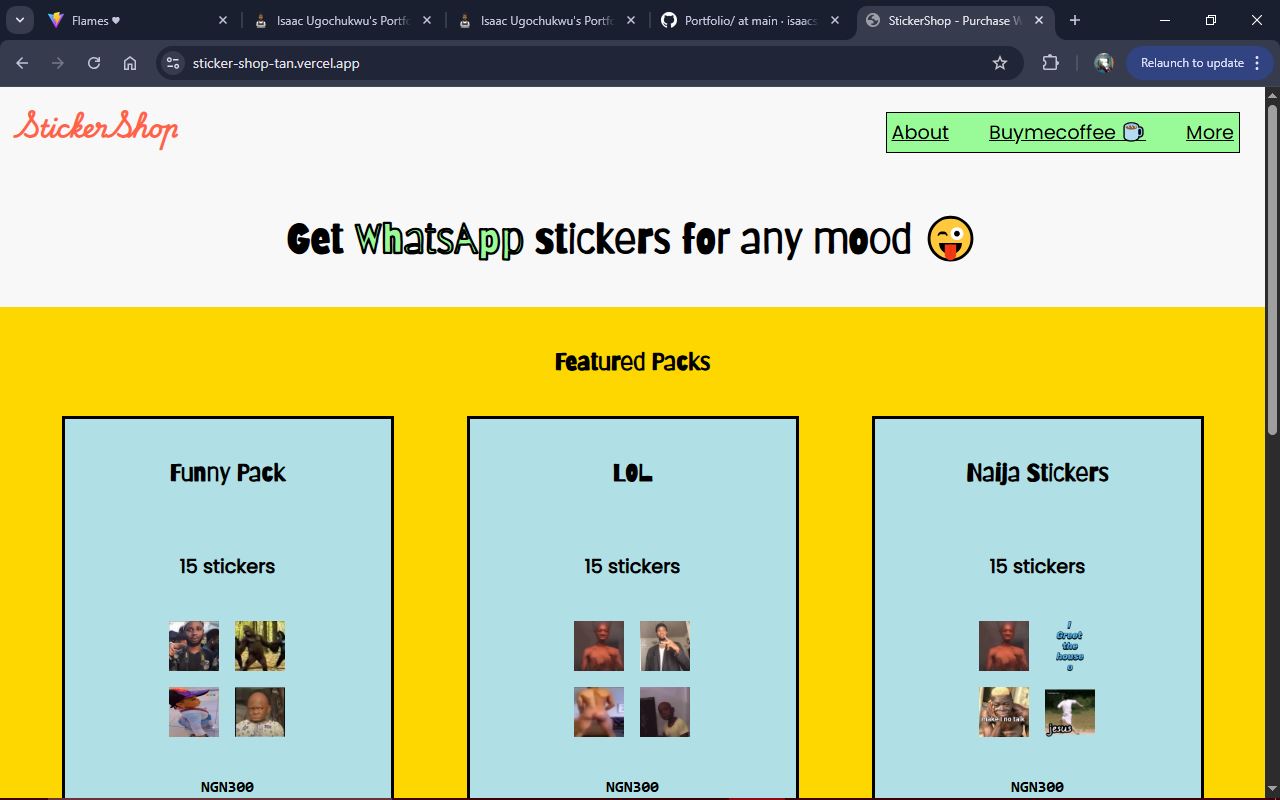 Flames ♥
Isaac Ugochukwu's Portfo
Isaac Ugochukwu's Portfo
Portfolio/ at main · isaacs
StickerShop - Purchase W
sticker-shop-tan.vercel.app
Relaunch to update
StickerShop
About
Buymecoffee ☕
More
Get WhatsApp stickers for any mood 😜
Featured Packs
Funny Pack
LOL
Naija Stickers
15 stickers
15 stickers
15 stickers
I
Greet
the
house
o
make I no talk
jesus
NGN300
NGN300
NGN300